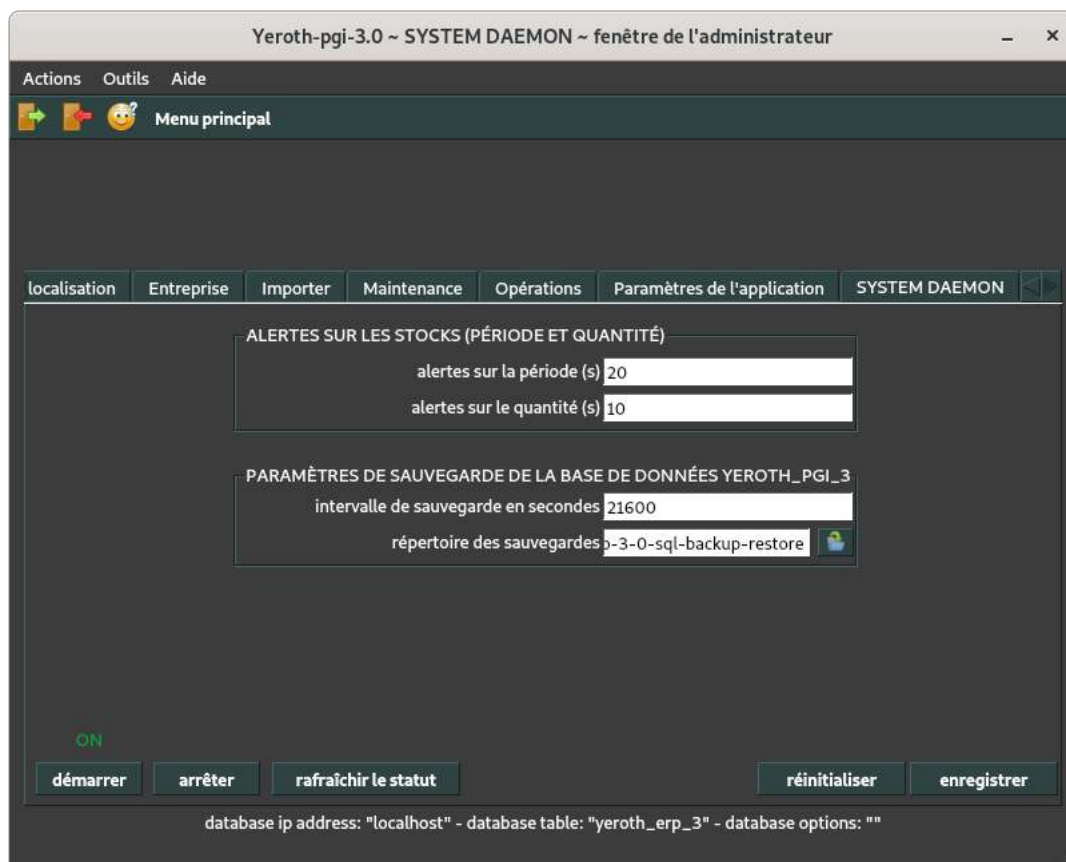 Yeroth-pgi-3.0 ~ SYSTEM DAEMON ~ fenêtre de l'administrateur
Actions Outils Aide
Menu principal
localisation Entreprise Importer Maintenance Opérations Paramètres de l'application SYSTEM DAEMON
ALERTES SUR LES STOCKS (PÉRIODE ET QUANTITÉ)
alertes sur la période (s) 20
alertes sur le quantité (s) 10
PARAMÈTRES DE SAUVEGARDE DE LA BASE DE DONNÉES YEROTH_PGI_3
intervalle de sauvegarde en secondes 21600
répertoire des sauvegardes -3-0-sql-backup-restore
ON
démarrer arrêter rafraîchir le statut réinitialiser enregistrer
database ip address: "localhost" - database table: "yeroth_erp_3" - database options: ""